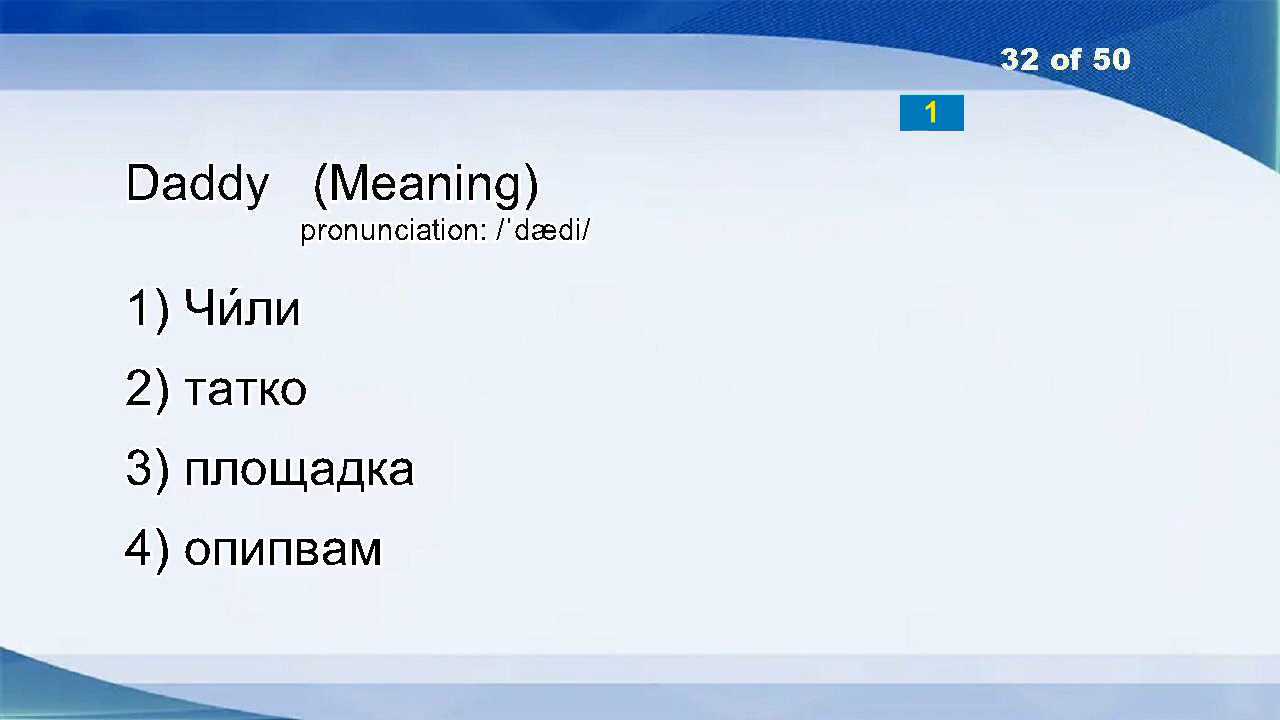 32 of 50
1
Daddy (Meaning)
pronunciation: /ˈdædi/
1) Чи́ли
2) татко
3) площадка
4) опипвам